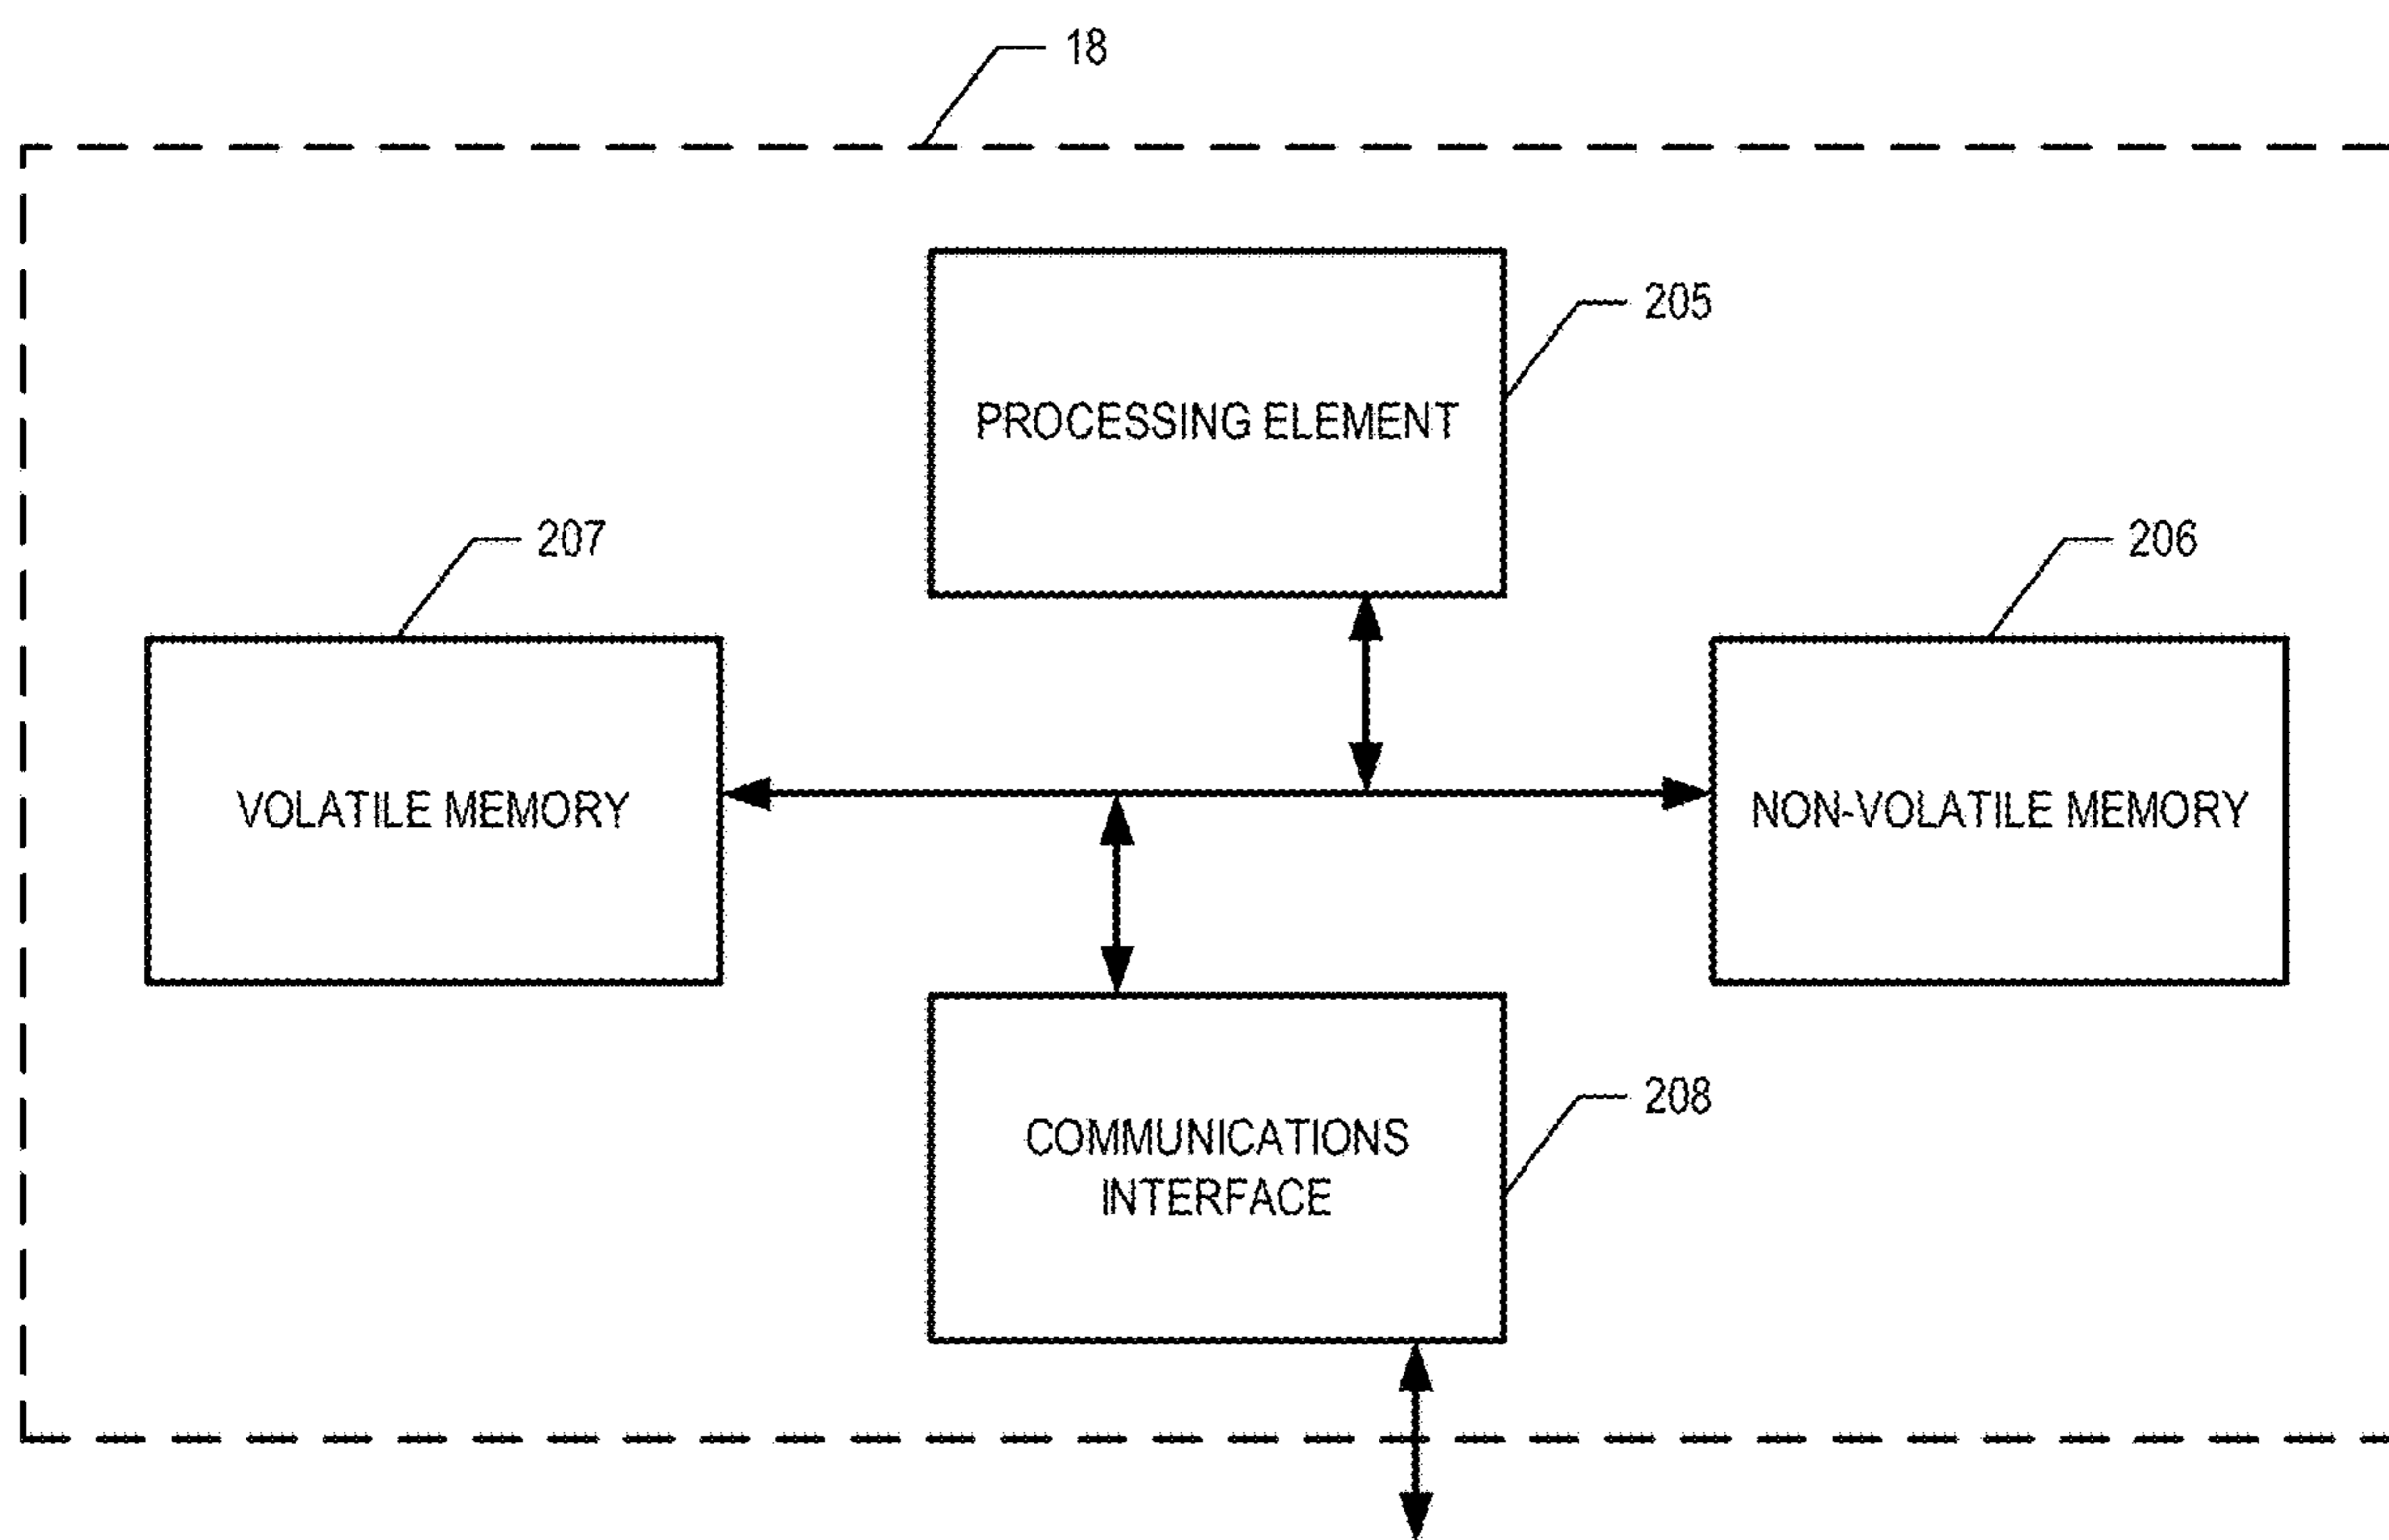 18
205
PROCESSING ELEMENT
207
206
VOLATILE MEMORY
NON-VOLATILE MEMORY
208
COMMUNICATIONS
INTERFACE